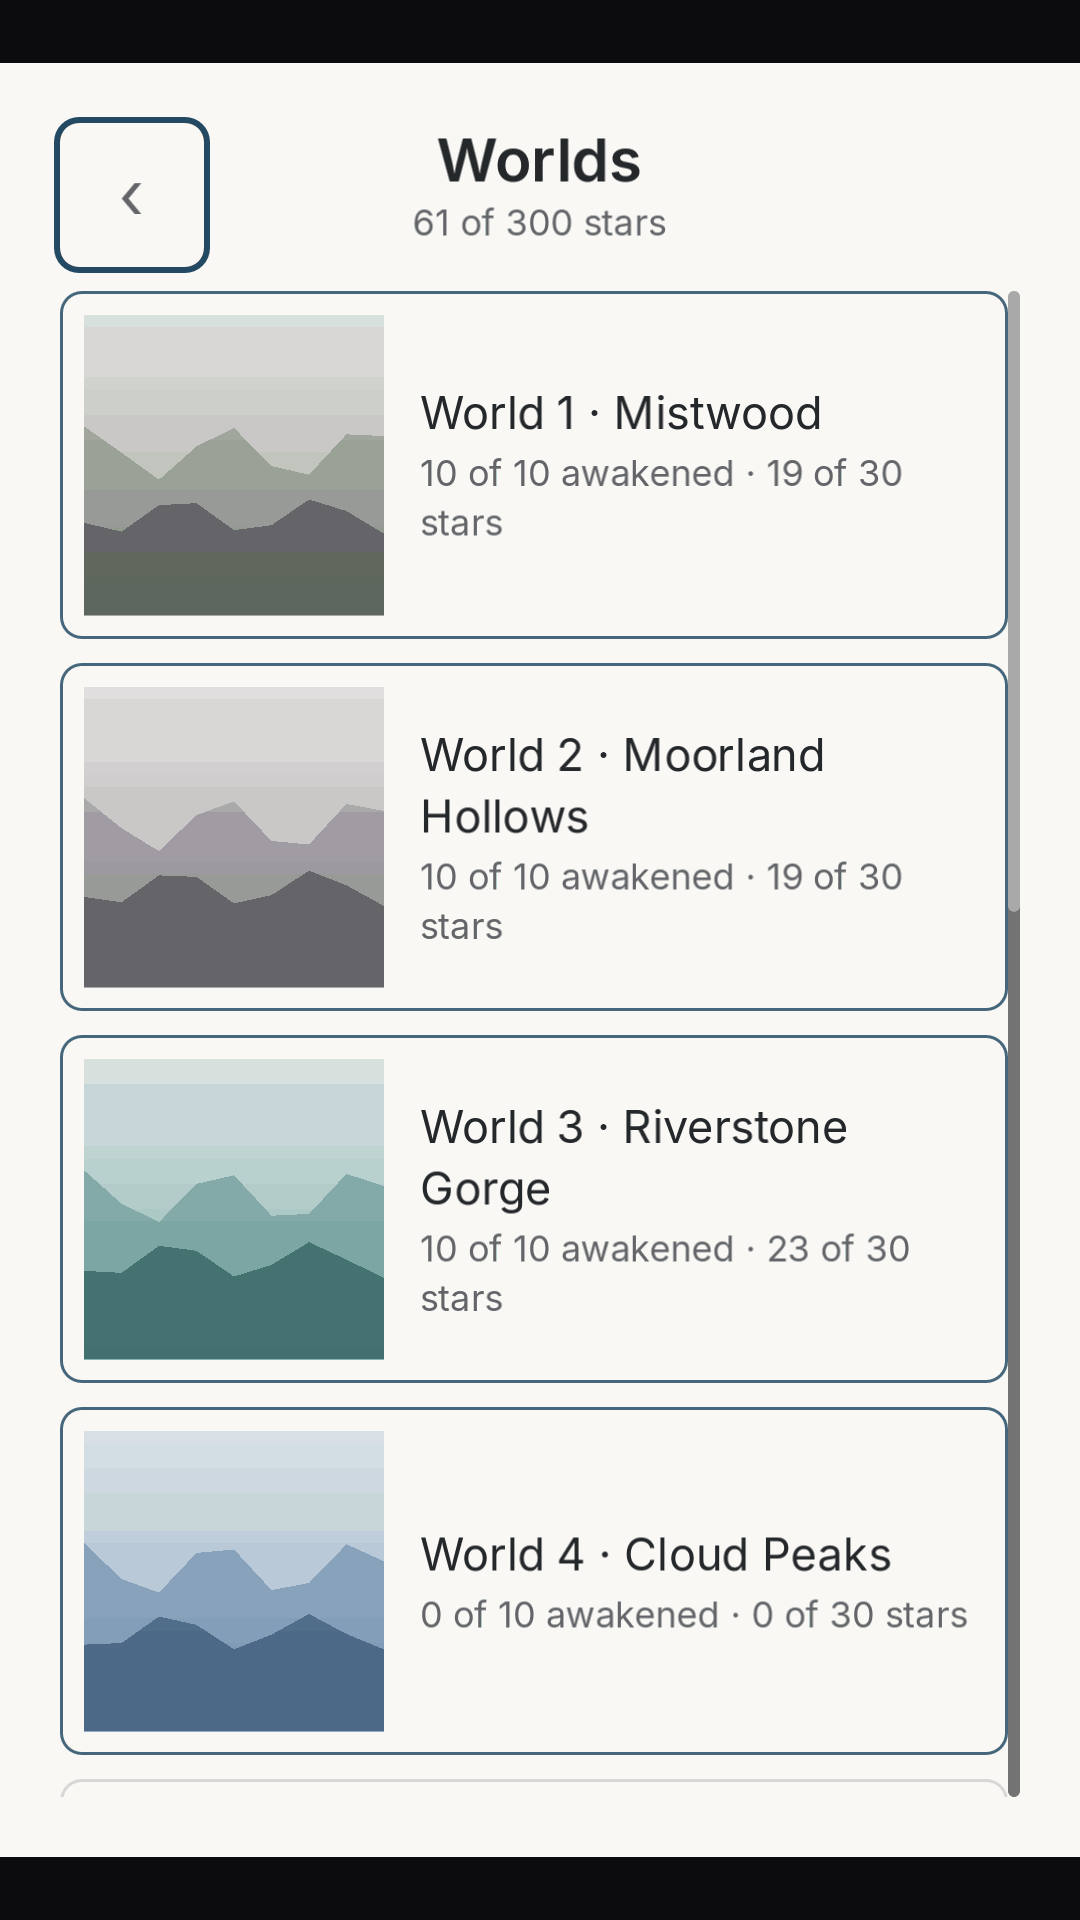 ‹
Worlds
61 of 300 stars
World 1 · Mistwood
10 of 10 awakened · 19 of 30
stars
World 2 · Moorland
Hollows
10 of 10 awakened · 19 of 30
stars
World 3 · Riverstone
Gorge
10 of 10 awakened · 23 of 30
stars
World 4 · Cloud Peaks
0 of 10 awakened · 0 of 30 stars